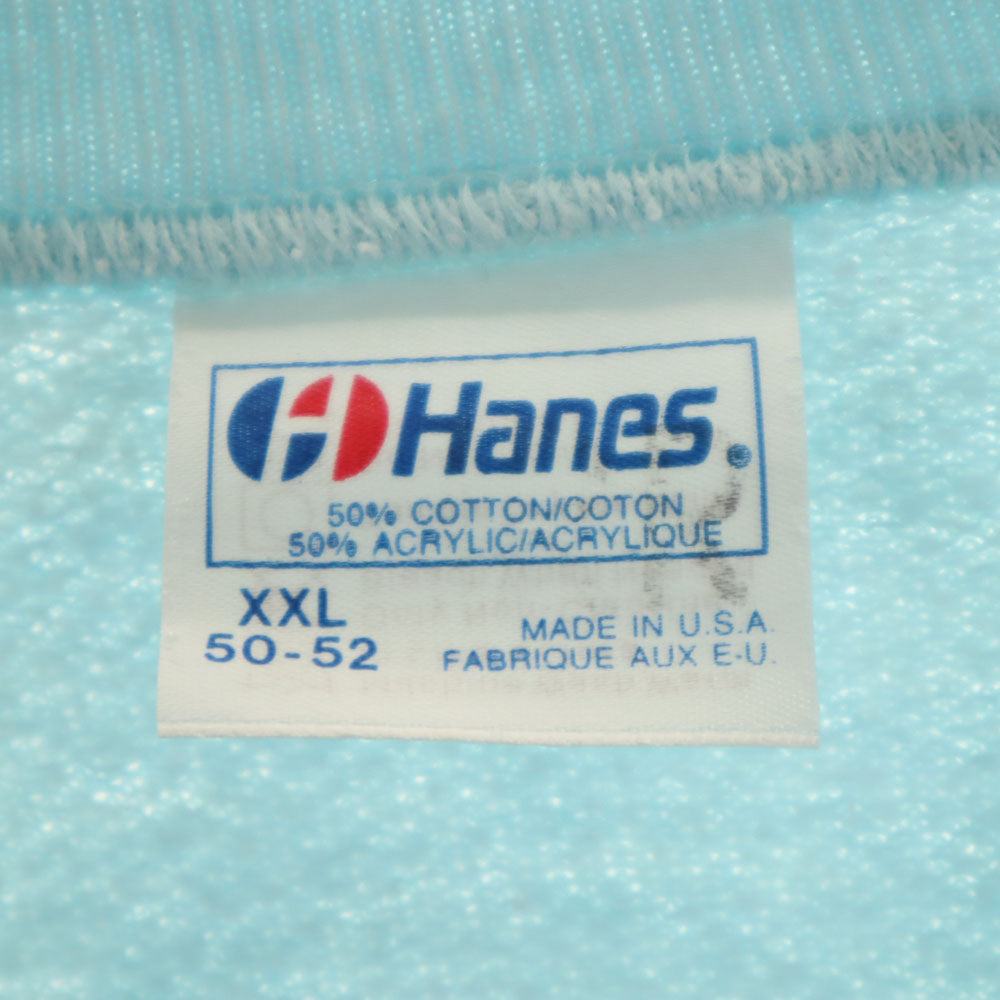 Hanes®
50% COTTON/COTON
50% ACRYLIC/ACRYLIQUE
XXL
50-52
MADE IN U.S.A.
FABRIQUE AUX E-U.